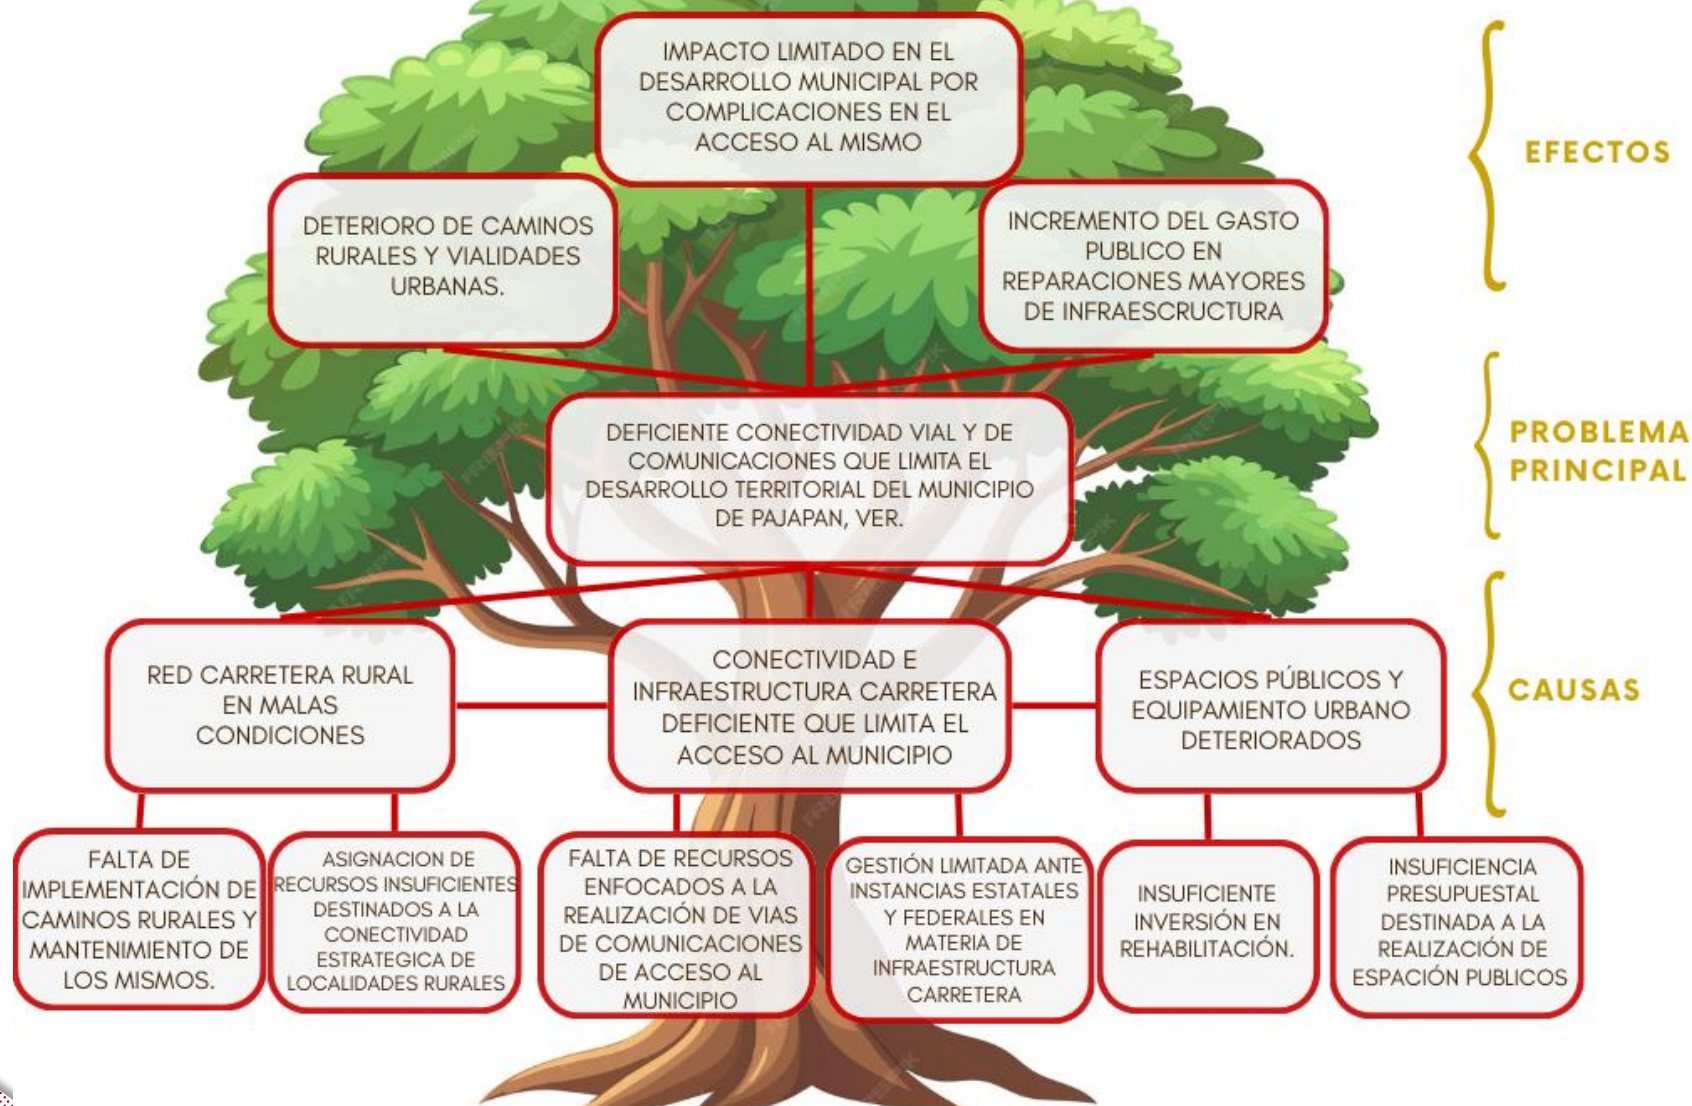 IMPACTO LIMITADO EN EL
DESARROLLO MUNICIPAL POR
COMPLICACIONES EN EL
ACCESO AL MISMO
EFECTOS
DETERIORO DE CAMINOS
RURALES Y VIALIDADES
URBANAS.
INCREMENTO DEL GASTO
PUBLICO EN
REPARACIONES MAYORES
DE INFRAESCRUCTURA
DEFICIENTE CONECTIVIDAD VIAL Y DE
COMUNICACIONES QUE LIMITA EL
DESARROLLO TERRITORIAL DEL MUNICIPIO
DE PAJAPAN, VER.
PROBLEMA
PRINCIPAL
RED CARRETERA RURAL
EN MALAS
CONDICIONES
CONECTIVIDAD E
INFRAESTRUCTURA CARRETERA
DEFICIENTE QUE LIMITA EL
ACCESO AL MUNICIPIO
ESPACIOS PÚBLICOS Y
EQUIPAMIENTO URBANO
DETERIORADOS
CAUSAS
FALTA DE
IMPLEMENTACIÓN DE
CAMINOS RURALES Y
MANTENIMIENTO DE
LOS MISMOS.
ASIGNACION DE
RECURSOS INSUFICIENTES
DESTINADOS A LA
CONECTIVIDAD
ESTRATEGICA DE
LOCALIDADES RURALES
FALTA DE RECURSOS
ENFOCADOS A LA
REALIZACIÓN DE VIAS
DE COMUNICACIONES
DE ACCESO AL
MUNICIPIO
GESTIÓN LIMITADA ANTE
INSTANCIAS ESTATALES
Y FEDERALES EN
MATERIA DE
INFRAESTRUCTURA
CARRETERA
INSUFICIENTE
INVERSIÓN EN
REHABILITACIÓN.
INSUFICIENCIA
PRESUPUESTAL
DESTINADA A LA
REALIZACIÓN DE
ESPACIÓN PUBLICOS